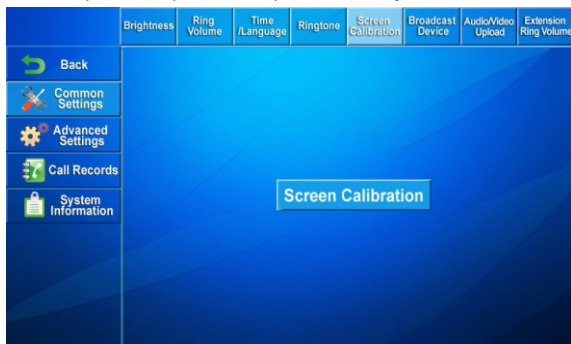 Brightness
Ring
Volume
Time
/Language
Ringtone
Screen
Calibration
Broadcast
Device
Audio/Video
Upload
Extension
Ring Volume
Back
Common
Settings
Advanced
Settings
Call Records
System
Information
Screen Calibration